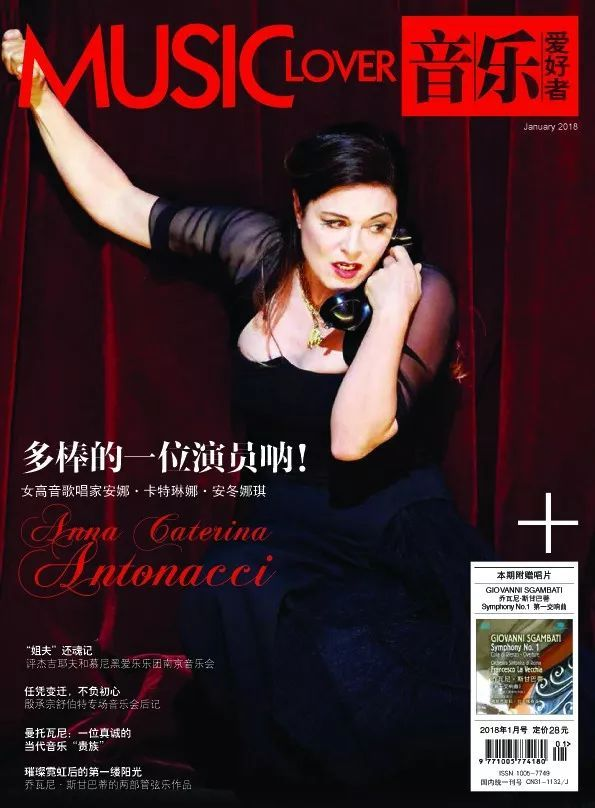 MUSIC LOVER 音乐 爱好者
January 2018
多棒的一位演员呐!
女高音歌唱家安娜·卡特琳娜·安冬娜琪
Anna Caterina
Antonacci
+
本期附赠唱片
GIOVANNI SGAMBATI
乔瓦尼·斯甘巴蒂
Symphony No.1 第一交响曲
GIOVANNI SGAMBATI
Symphony No. 1
Cola di Rienzo - Overture
Orchestra Sinfonica di Roma
Francesco La Vecchia
乔瓦尼·斯甘巴蒂
“姐夫”还魂记
评杰吉耶夫和慕尼黑爱乐乐团南京音乐会
任凭变迁，不负初心
殷承宗舒伯特专场音乐会后记
曼托瓦尼：一位真诚的
当代音乐“贵族”
璀璨霓虹后的第一缕阳光
乔瓦尼·斯甘巴蒂的两部管弦乐作品
2018年1月号 定价28元
01>
9 771005 774180
ISSN 1005-7749
国内统一刊号 CN31-1132/J